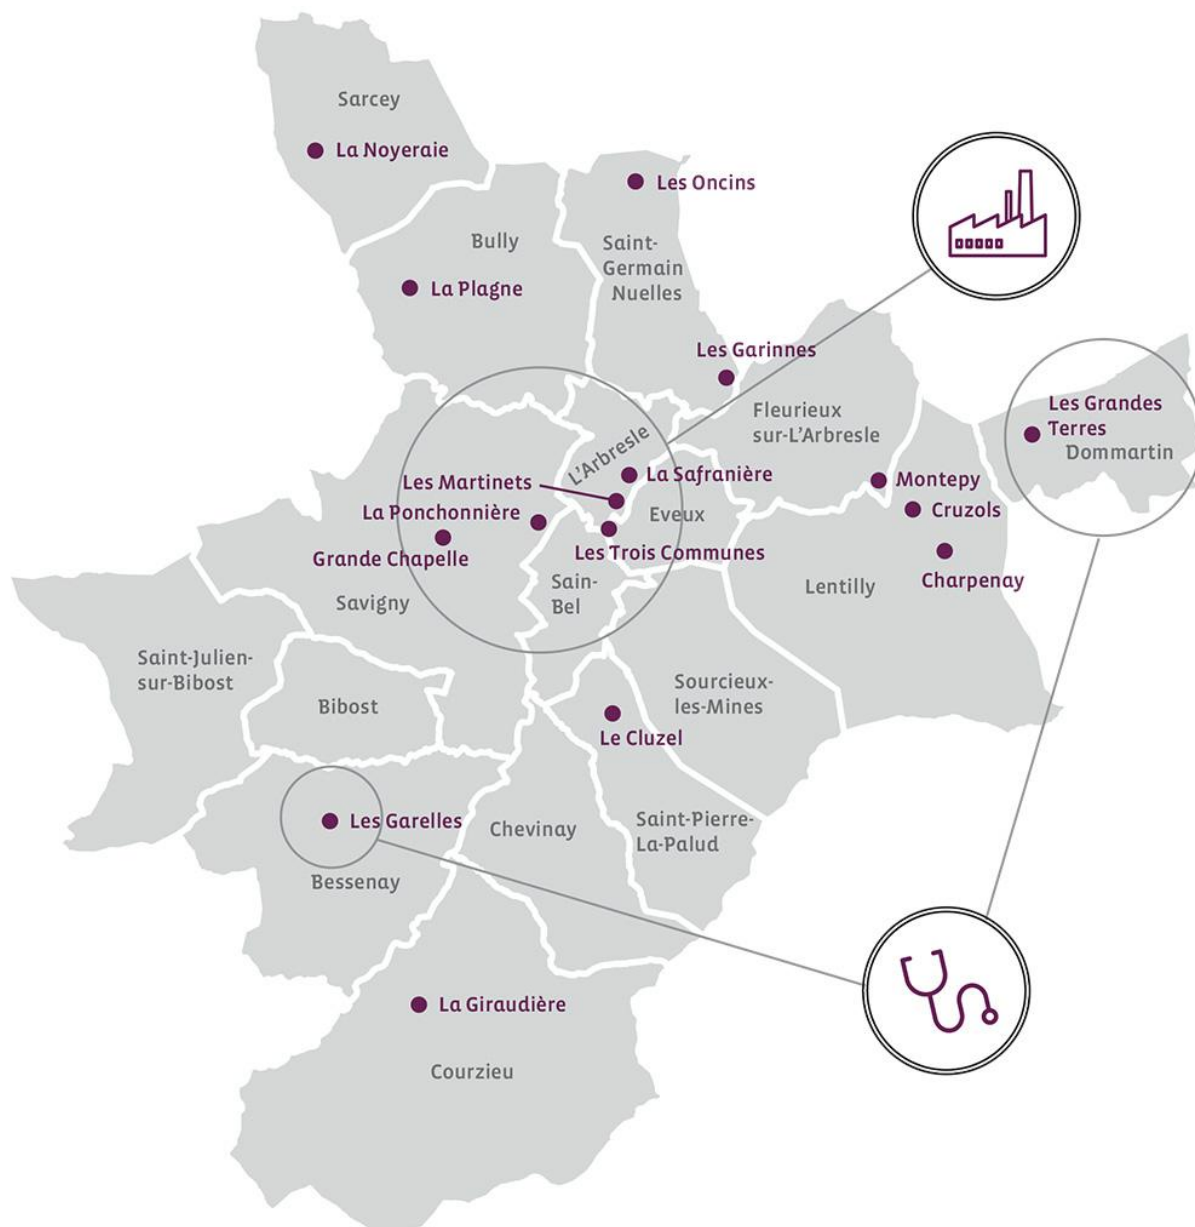 Sarcey
La Noyeraie
Les Oncins
Bully
Saint-
Germain
Nuelles
La Plagne
Les Garinnes
Fleurieux
sur-L'Arbresle
Les Grandes
Terres
Dommartin
L'Arbresle
La Safranière
Les Martinets
Montepy
La Ponchonnière
Eveux
Cruzols
Grande Chapelle
Les Trois Communes
Charpenay
Sain-
Bel
Lentilly
Savigny
Saint-Julien-
sur-Bibost
Bibost
Sourcieux-
les-Mines
Le Cluzel
Les Garelles
Chevinay
Saint-Pierre-
La-Palud
Bessenay
La Giraudière
Courzieu